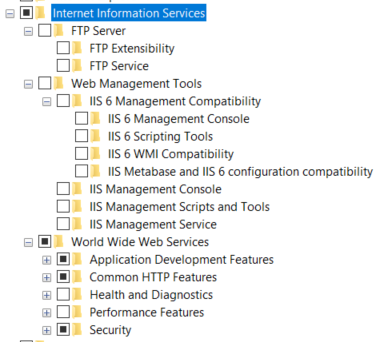 Internet Information Services
FTP Server
FTP Extensibility
FTP Service
Web Management Tools
IIS 6 Management Compatibility
IIS 6 Management Console
IIS 6 Scripting Tools
IIS 6 WMI Compatibility
IIS Metabase and IIS 6 configuration compatibility
IIS Management Console
IIS Management Scripts and Tools
IIS Management Service
World Wide Web Services
Application Development Features
Common HTTP Features
Health and Diagnostics
Performance Features
Security